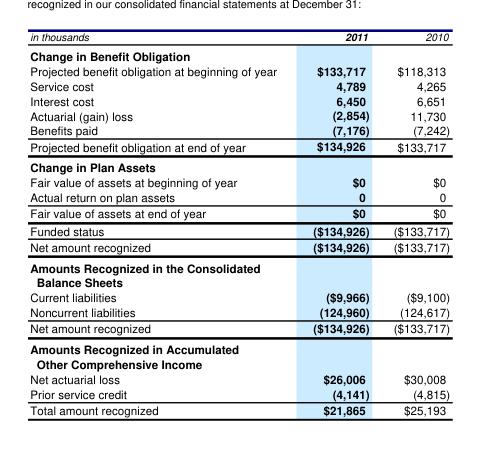 recognized in our consolidated financial statements at December 31:
in thousands 2011 2010
Change in Benefit Obligation
Projected benefit obligation at beginning of year $133,717 $118,313
Service cost 4,789 4,265
Interest cost 6,450 6,651
Actuarial (gain) loss (2,854) 11,730
Benefits paid (7,176) (7,242)
Projected benefit obligation at end of year $134,926 $133,717
Change in Plan Assets
Fair value of assets at beginning of year $0 $0
Actual return on plan assets 0 0
Fair value of assets at end of year $0 $0
Funded status ($134,926) ($133,717)
Net amount recognized ($134,926) ($133,717)
Amounts Recognized in the Consolidated
Balance Sheets
Current liabilities ($9,966) ($9,100)
Noncurrent liabilities (124,960) (124,617)
Net amount recognized ($134,926) ($133,717)
Amounts Recognized in Accumulated
Other Comprehensive Income
Net actuarial loss $26,006 $30,008
Prior service credit (4,141) (4,815)
Total amount recognized $21,865 $25,193